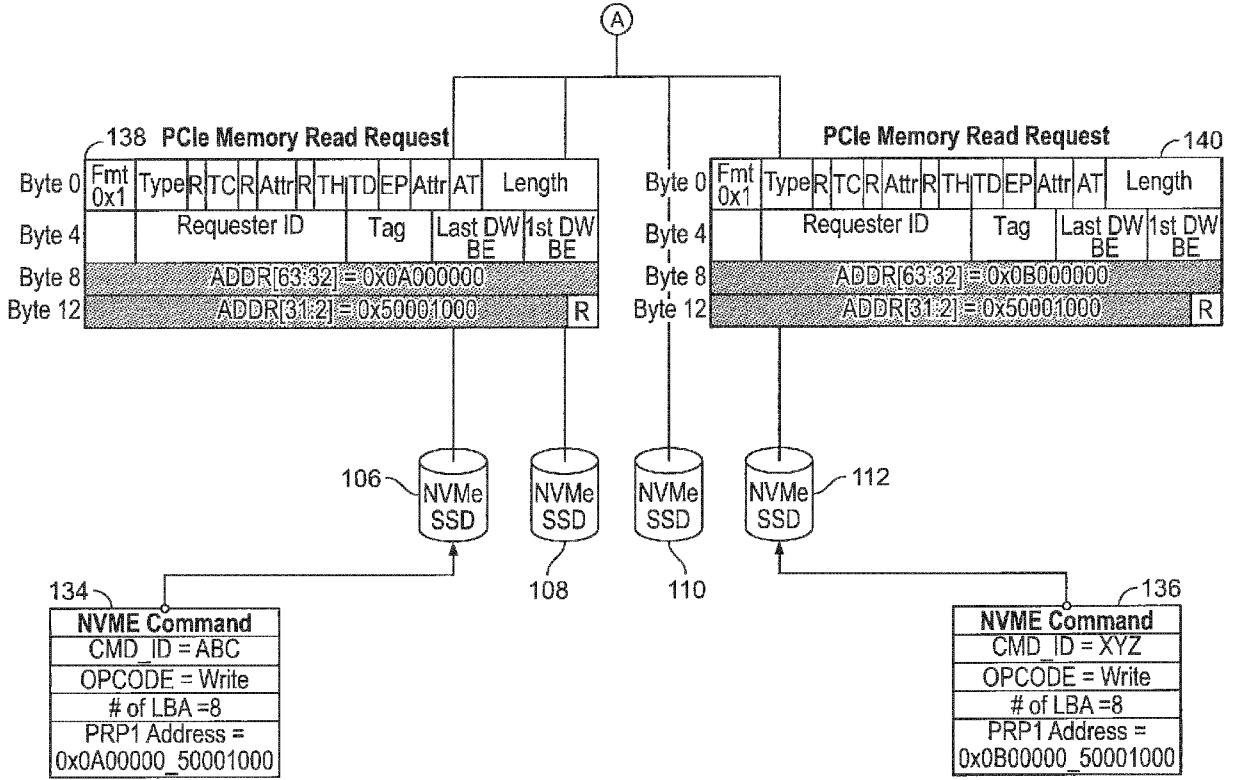 A
138 PCIe Memory Read Request
Byte 0 Fmt 0x1 Type R TC R Attr R TH TD EP Attr AT Length
Byte 4 Requester ID Tag Last DW BE 1st DW BE
Byte 8 ADDR[63:32] = 0x0A000000
Byte 12 ADDR[31:2] = 0x50001000 R
PCIe Memory Read Request 140
Byte 0 Fmt 0x1 Type R TC R Attr R TH TD EP Attr AT Length
Byte 4 Requester ID Tag Last DW BE 1st DW BE
Byte 8 ADDR[63:32] = 0x0B000000
Byte 12 ADDR[31:2] = 0x50001000 R
106 NVMe SSD
NVMe SSD 108
NVMe SSD 110
NVMe SSD 112
134
NVME Command
CMD_ID = ABC
OPCODE = Write
# of LBA =8
PRP1 Address =
0x0A00000_50001000
136
NVME Command
CMD_ID = XYZ
OPCODE = Write
# of LBA =8
PRP1 Address =
0x0B00000_50001000